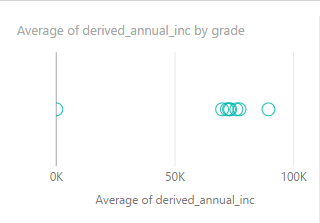 Average of derived_annual_inc by grade
0K 50K 100K
Average of derived_annual_inc